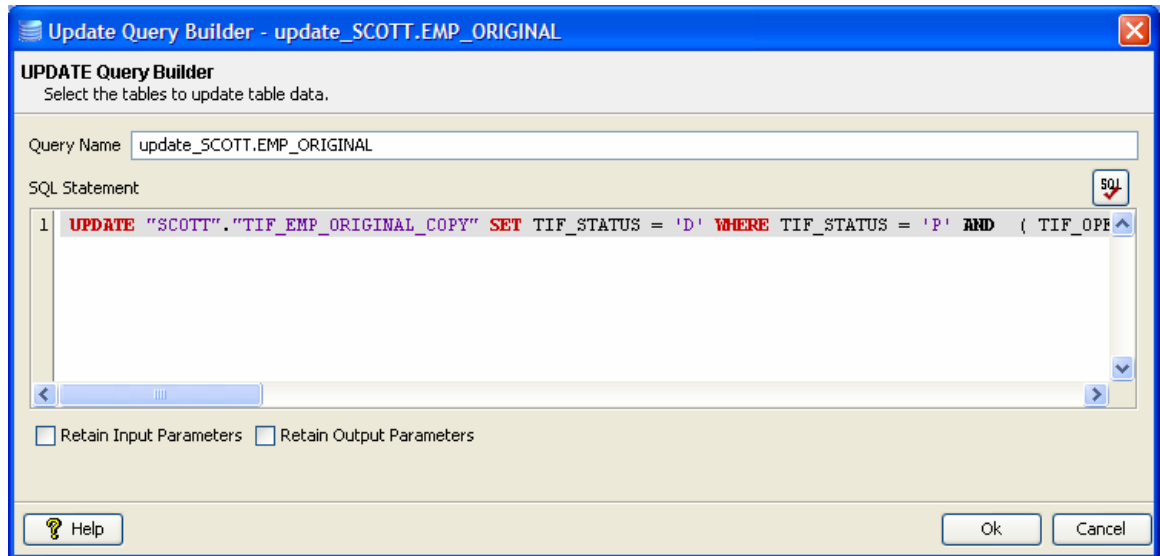 Update Query Builder - update_SCOTT.EMP_ORIGINAL
UPDATE Query Builder
Select the tables to update table data.
Query Name update_SCOTT.EMP_ORIGINAL
SQL Statement
SQL
1 UPDATE "SCOTT"."TIF_EMP_ORIGINAL_COPY" SET TIF_STATUS = 'D' WHERE TIF_STATUS = 'P' AND ( TIF_OPE
Retain Input Parameters Retain Output Parameters
Help Ok Cancel